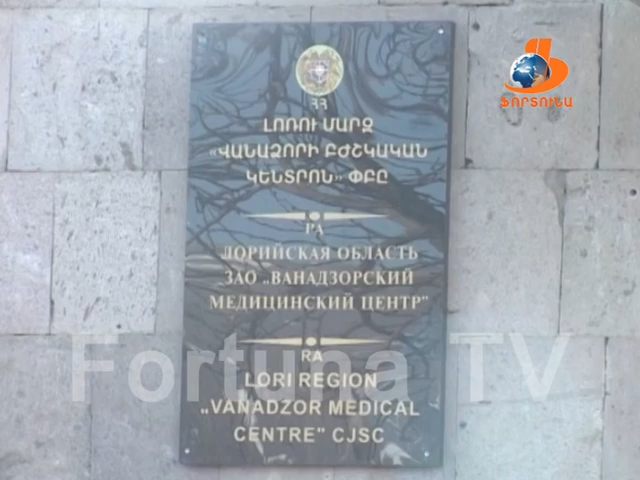 ՖՈՐՏՈՒՆԱ
ՀՀ
ԼՈՌՈՒ ՄԱՐԶ
«ՎԱՆԱՁՈՐԻ ԲԺՇԿԱԿԱՆ
ԿԵՆՏՐՈՆ» ՓԲԸ
РА
ЛОРИЙСКАЯ ОБЛАСТЬ
ЗАО „ВАНАДЗОРСКИЙ
МЕДИЦИНСКИЙ ЦЕНТР"
RA
LORI REGION
„VANADZOR MEDICAL
CENTRE" CJSC
Fortuna TV